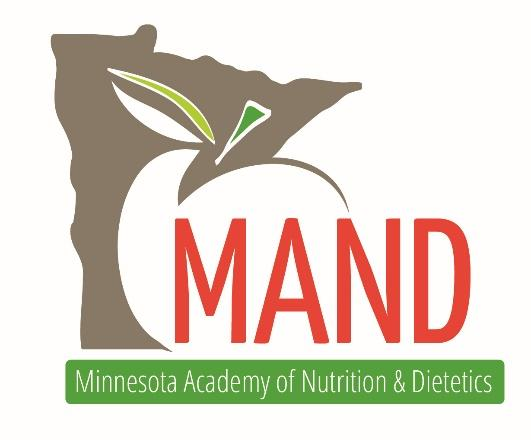 MAND
Minnesota Academy of Nutrition & Dietetics